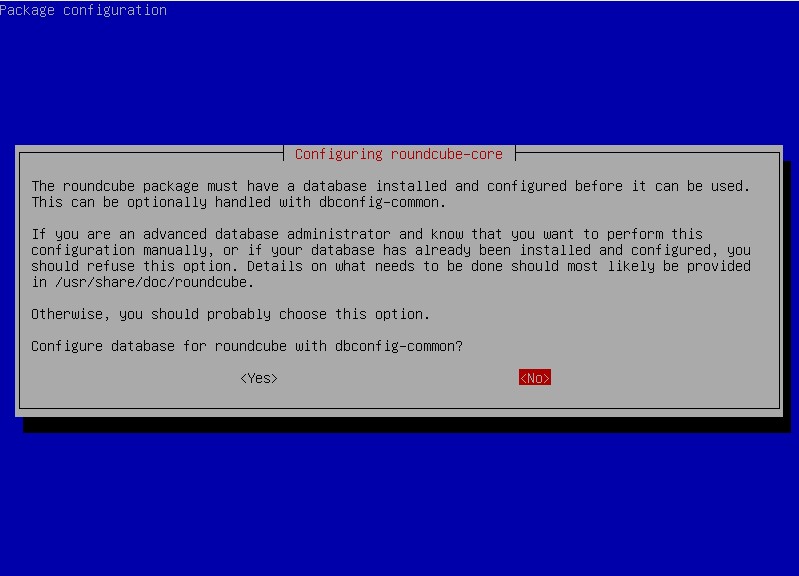 Package configuration
Configuring roundcube-core
The roundcube package must have a database installed and configured before it can be used.
This can be optionally handled with dbconfig-common.
If you are an advanced database administrator and know that you want to perform this
configuration manually, or if your database has already been installed and configured, you
should refuse this option. Details on what needs to be done should most likely be provided
in /usr/share/doc/roundcube.
Otherwise, you should probably choose this option.
Configure database for roundcube with dbconfig-common?
<Yes> <No>